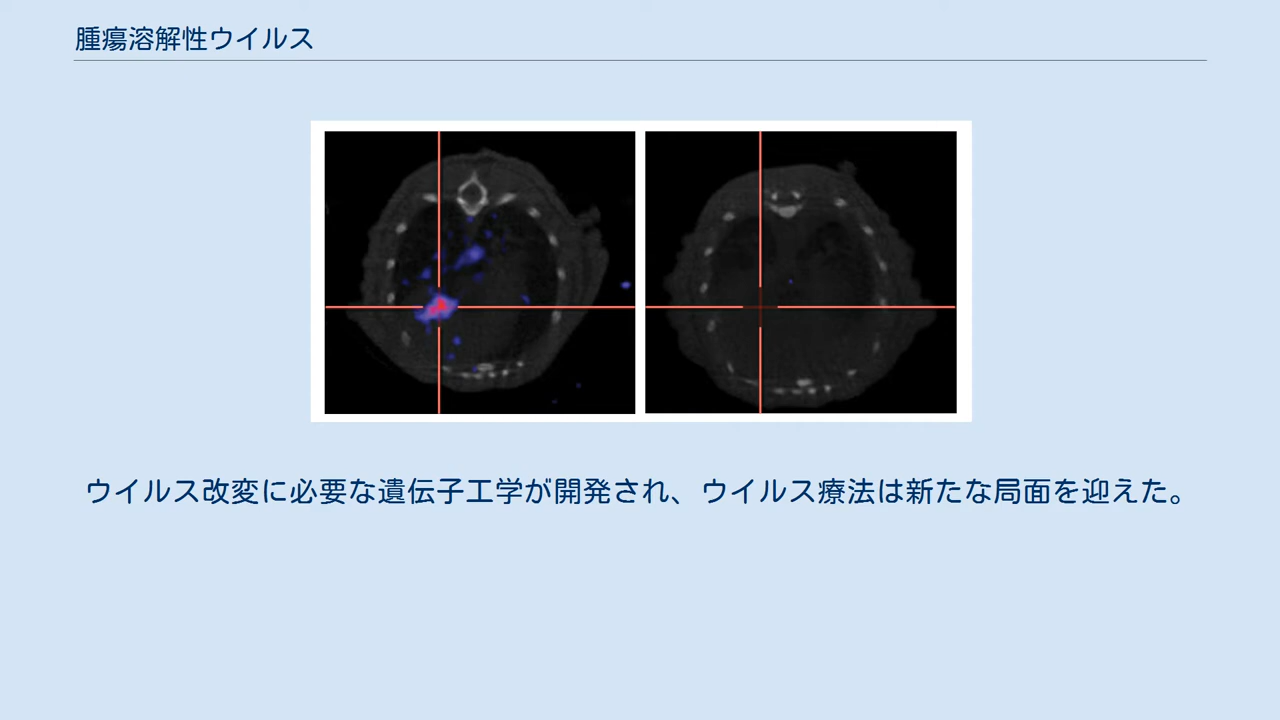 腫瘍溶解性ウイルス
ウイルス改変に必要な遺伝子工学が開発され、ウイルス療法は新たな局面を迎えた。